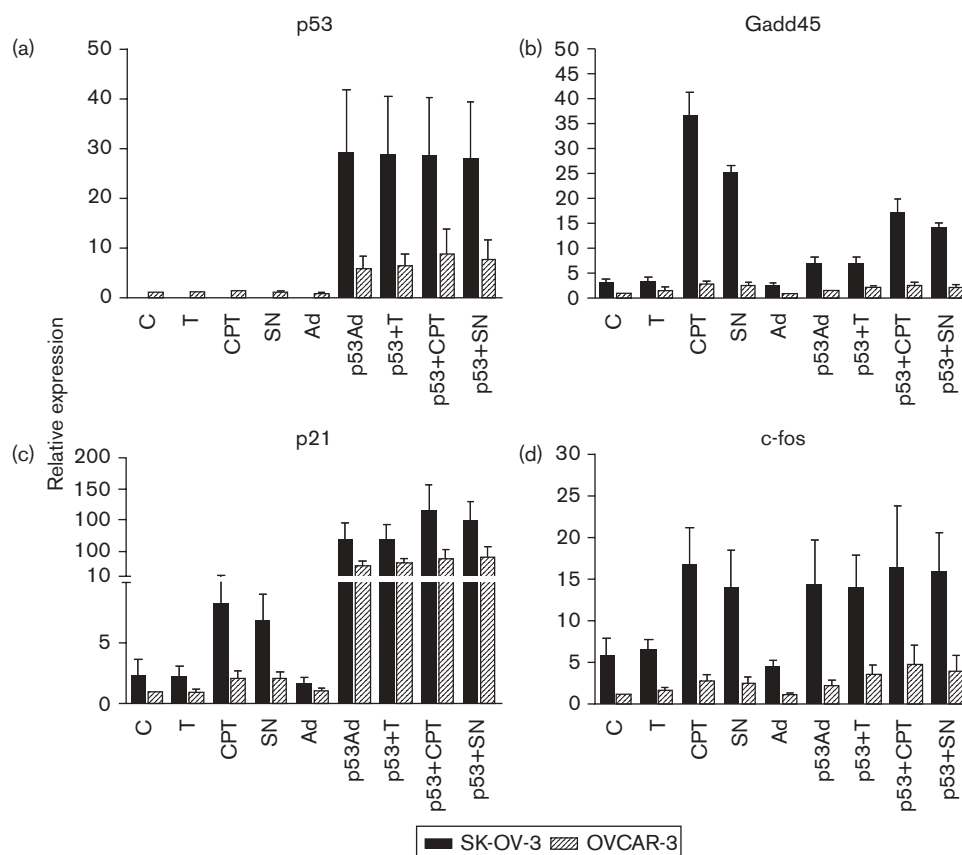 p53
(a)
50
40
30
20
10
0
C T CPT SN Ad p53Ad p53+T p53+CPT p53+SN
Gadd45
(b)
50
45
40
35
30
25
20
15
10
5
0
C T CPT SN Ad p53Ad p53+T p53+CPT p53+SN
Relative expression
p21
(c)
200
150
100
100
10
5
0
C T CPT SN Ad p53Ad p53+T p53+CPT p53+SN
c-fos
(d)
30
25
20
15
10
5
0
C T CPT SN Ad p53Ad p53+T p53+CPT p53+SN
SK-OV-3 OVCAR-3